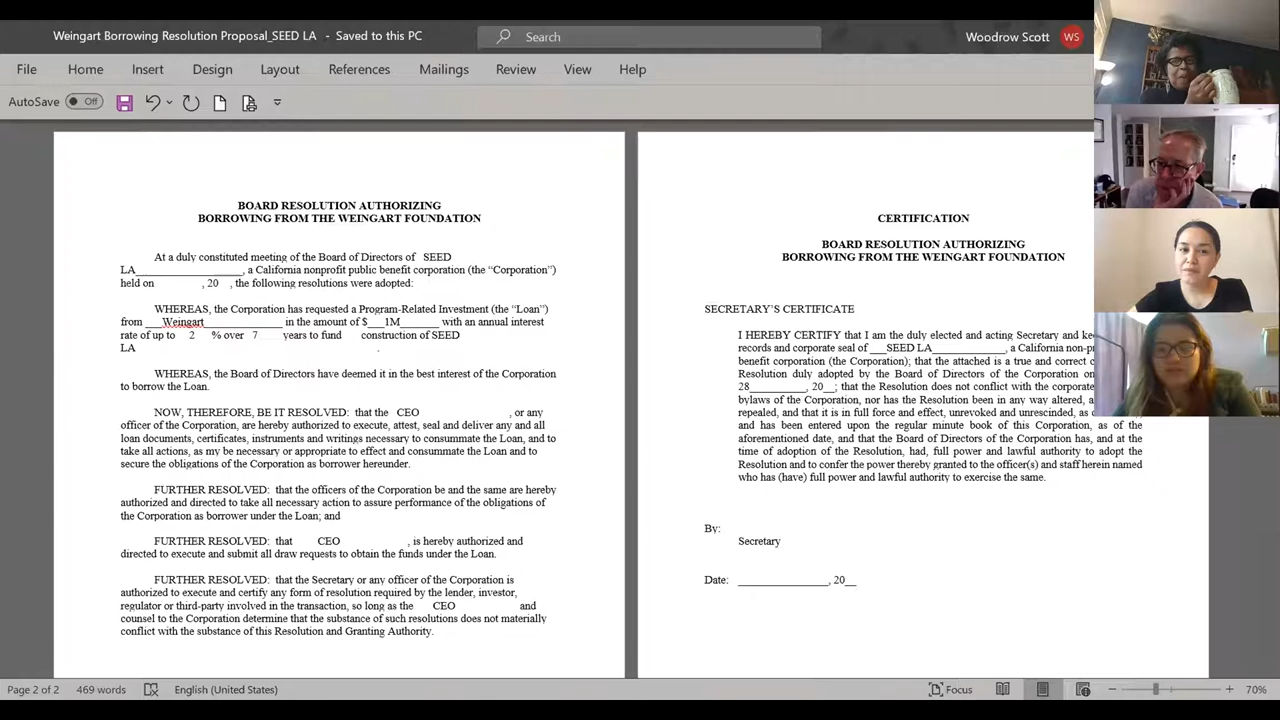 Weingart Borrowing Resolution Proposal_SEED LA - Saved to this PC
Search
Woodrow Scott WS
File Home Insert Design Layout References Mailings Review View Help
AutoSave Off
BOARD RESOLUTION AUTHORIZING
BORROWING FROM THE WEINGART FOUNDATION
At a duly constituted meeting of the Board of Directors of SEED
LA____________________, a California nonprofit public benefit corporation (the “Corporation”)
held on , 20 , the following resolutions were adopted:
WHEREAS, the Corporation has requested a Program-Related Investment (the “Loan”)
from ___Weingart______________ in the amount of $___1M_______ with an annual interest
rate of up to 2 % over 7 years to fund construction of SEED
LA .
WHEREAS, the Board of Directors have deemed it in the best interest of the Corporation
to borrow the Loan.
NOW, THEREFORE, BE IT RESOLVED: that the CEO , or any
officer of the Corporation, are hereby authorized to execute, attest, seal and deliver any and all
loan documents, certificates, instruments and writings necessary to consummate the Loan, and to
take all actions, as my be necessary or appropriate to effect and consummate the Loan and to
secure the obligations of the Corporation as borrower hereunder.
FURTHER RESOLVED: that the officers of the Corporation be and the same are hereby
authorized and directed to take all necessary action to assure performance of the obligations of
the Corporation as borrower under the Loan; and
FURTHER RESOLVED: that CEO , is hereby authorized and
directed to execute and submit all draw requests to obtain the funds under the Loan.
FURTHER RESOLVED: that the Secretary or any officer of the Corporation is
authorized to execute and certify any form of resolution required by the lender, investor,
regulator or third-party involved in the transaction, so long as the CEO and
counsel to the Corporation determine that the substance of such resolutions does not materially
conflict with the substance of this Resolution and Granting Authority.
CERTIFICATION
BOARD RESOLUTION AUTHORIZING
BORROWING FROM THE WEINGART FOUNDATION
SECRETARY’S CERTIFICATE
I HEREBY CERTIFY that I am the duly elected and acting Secretary and
records and corporate seal of ___SEED LA_____________, a California
benefit corporation (the Corporation); that the attached is a true and correct
Resolution duly adopted by the Board of Directors of the Corporation on
28__________, 20__; that the Resolution does not conflict with the corporate
bylaws of the Corporation, nor has the Resolution been in any way altered,
repealed, and that it is in full force and effect, unrevoked and unrescinded, as
and has been entered upon the regular minute book of this Corporation, as of the
aforementioned date, and that the Board of Directors of the Corporation has, and at the
time of adoption of the Resolution, had, full power and lawful authority to adopt the
Resolution and to confer the power thereby granted to the officer(s) and staff herein named
who has (have) full power and lawful authority to exercise the same.
By:
Secretary
Date: ________________, 20__
Page 2 of 2 469 words English (United States) Focus 70%